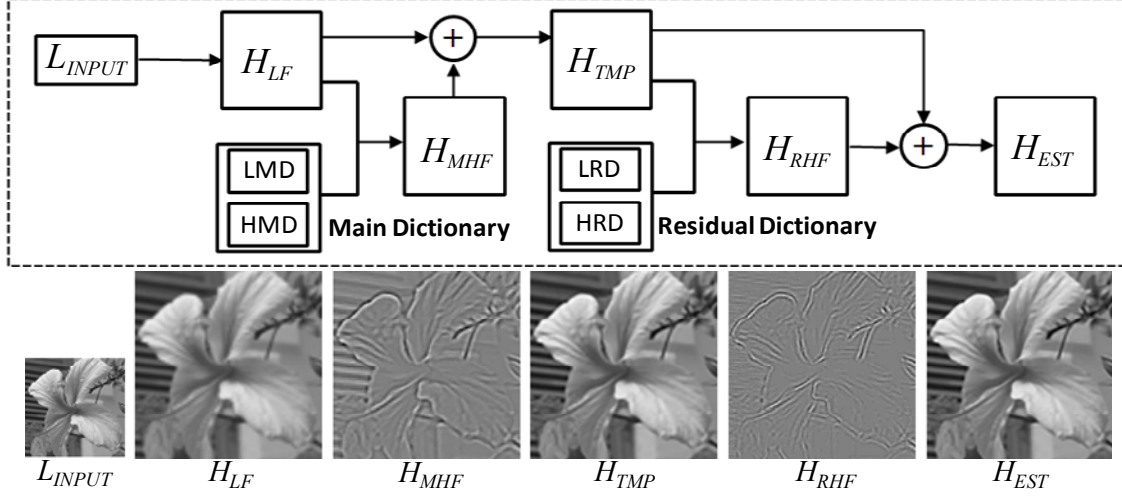 L_INPUT
H_LF
+
H_MHF
H_TMP
H_RHF
+
H_EST
LMD
HMD
Main Dictionary
LRD
HRD
Residual Dictionary
L_INPUT H_LF H_MHF H_TMP H_RHF H_EST